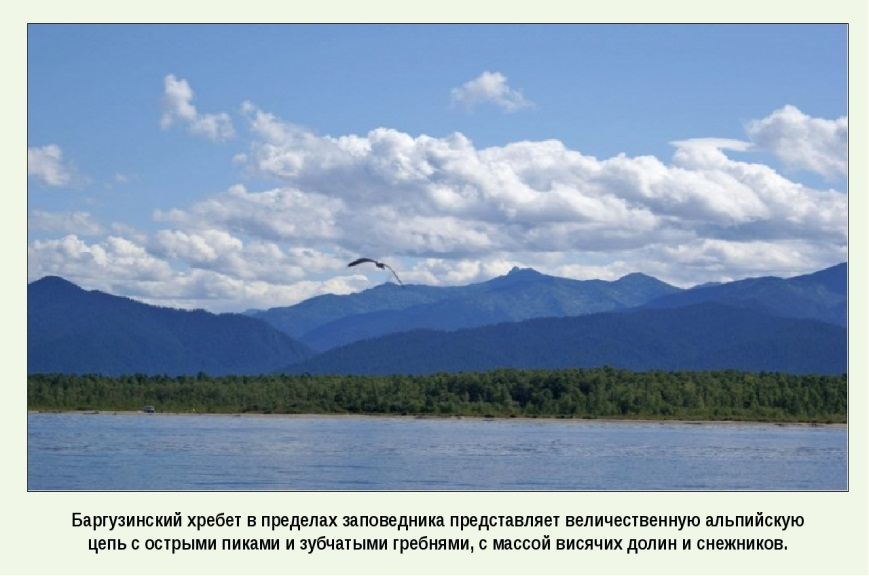 Баргузинский хребет в пределах заповедника представляет величественную альпийскую
цепь с острыми пиками и зубчатыми гребнями, с массой висячих долин и снежников.